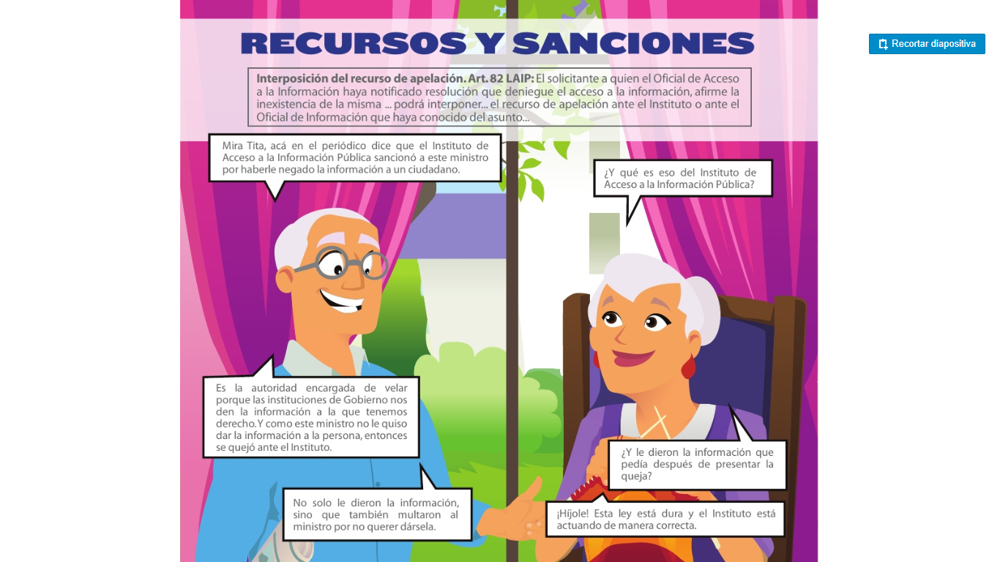 RECURSOS Y SANCIONES
Recortar diapositiva
Interposición del recurso de apelación. Art. 82 LAIP: El solicitante a quien el Oficial de Acceso
a la Información haya notificado resolución que deniegue el acceso a la información, afirme la
inexistencia de la misma ... podrá interponer... el recurso de apelación ante el Instituto o ante el
Oficial de Información que haya conocido del asunto...
Mira Tita, acá en el periódico dice que el Instituto de
Acceso a la Información Pública sancionó a este ministro
por haberle negado la información a un ciudadano.
¿Y qué es eso del Instituto de
Acceso a la Información Pública?
Es la autoridad encargada de velar
porque las instituciones de Gobierno nos
den la información a la que tenemos
derecho. Y como este ministro no le quiso
dar la información a la persona, entonces
se quejó ante el Instituto.
¿Y le dieron la información que
pedía después de presentar la
queja?
No solo le dieron la información,
sino que también multaron al
ministro por no querer dársela.
¡Híjole! Esta ley está dura y el Instituto está
actuando de manera correcta.